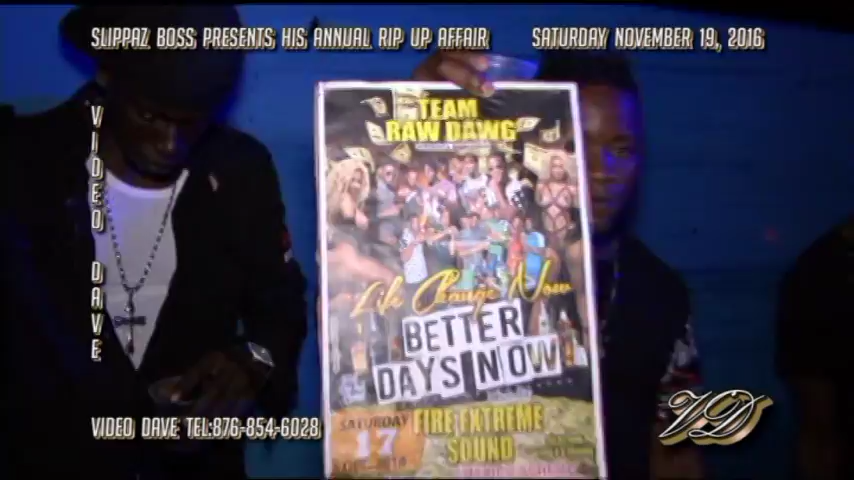 SLIPPAZ BOSS PRESENTS HIS ANNUAL RIP UP AFFAIR
SATURDAY NOVEMBER 19, 2016
VIDEO DAVE
TEAM
RAW DAWG
Life Change Now
BETTER
DAYS NOW
SATURDAY
17
FIRE EXTREME
SOUND
VIDEO DAVE TEL:876-854-6028
VD